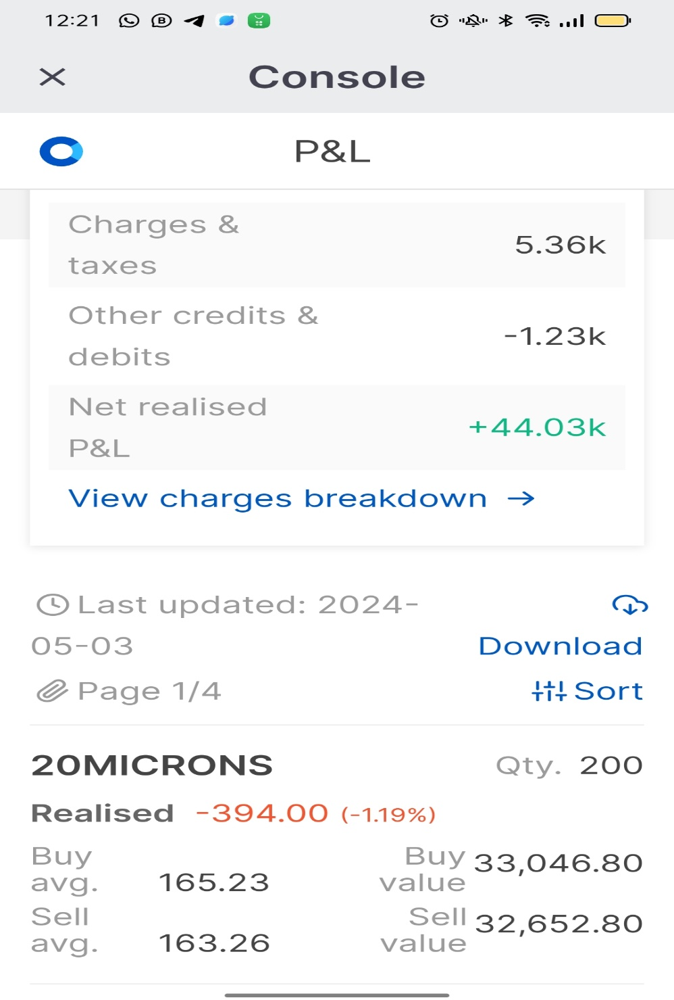 12:21
Console
P&L
Charges &
taxes
5.36k
Other credits &
debits
-1.23k
Net realised
P&L
+44.03k
View charges breakdown →
Last updated: 2024-
05-03
Download
Page 1/4
Sort
20MICRONS Qty. 200
Realised -394.00 (-1.19%)
Buy
avg. 165.23
Buy
value 33,046.80
Sell
avg. 163.26
Sell
value 32,652.80